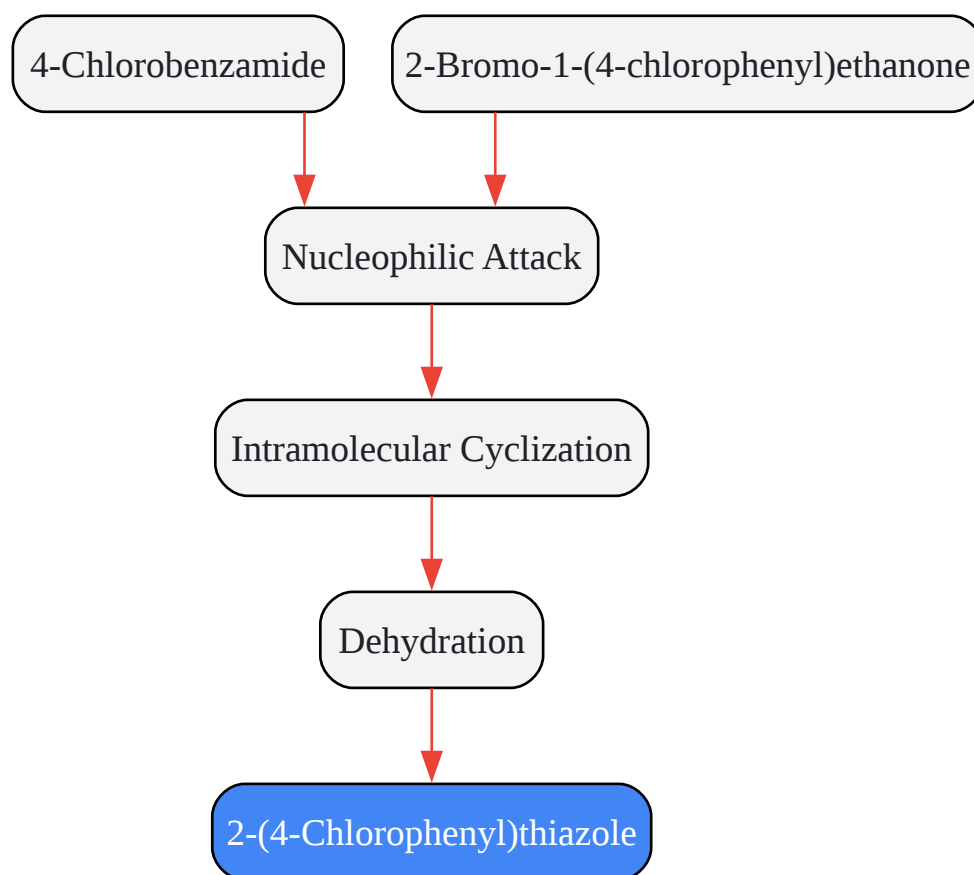 4-Chlorobenzamide
2-Bromo-1-(4-chlorophenyl)ethanone
Nucleophilic Attack
Intramolecular Cyclization
Dehydration
2-(4-Chlorophenyl)thiazole